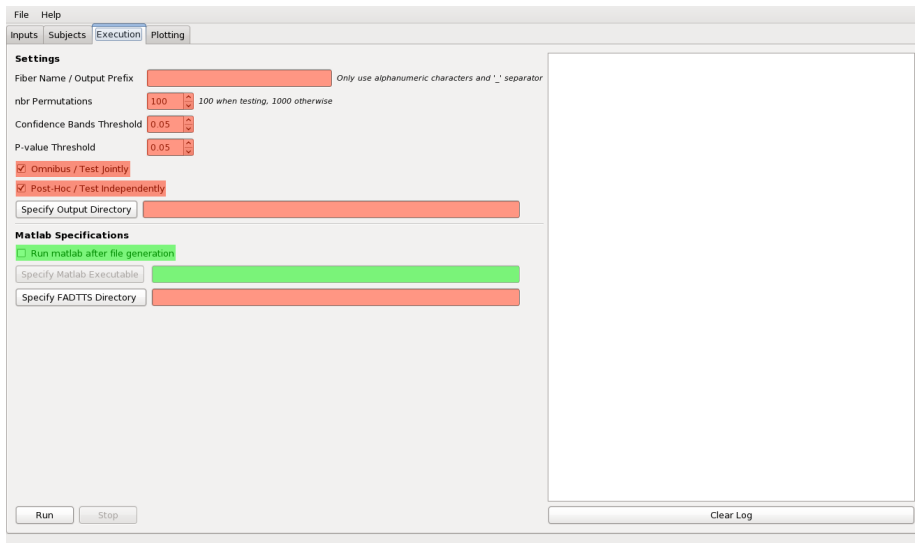 File Help
Inputs Subjects Execution Plotting
Settings
Fiber Name / Output Prefix Only use alphanumeric characters and '_' separator
nbr Permutations 100 100 when testing, 1000 otherwise
Confidence Bands Threshold 0.05
P-value Threshold 0.05
Omnibus / Test Jointly
Post-Hoc / Test Independently
Specify Output Directory
Matlab Specifications
Run matlab after file generation
Specify Matlab Executable
Specify FADTTS Directory
Run Stop Clear Log